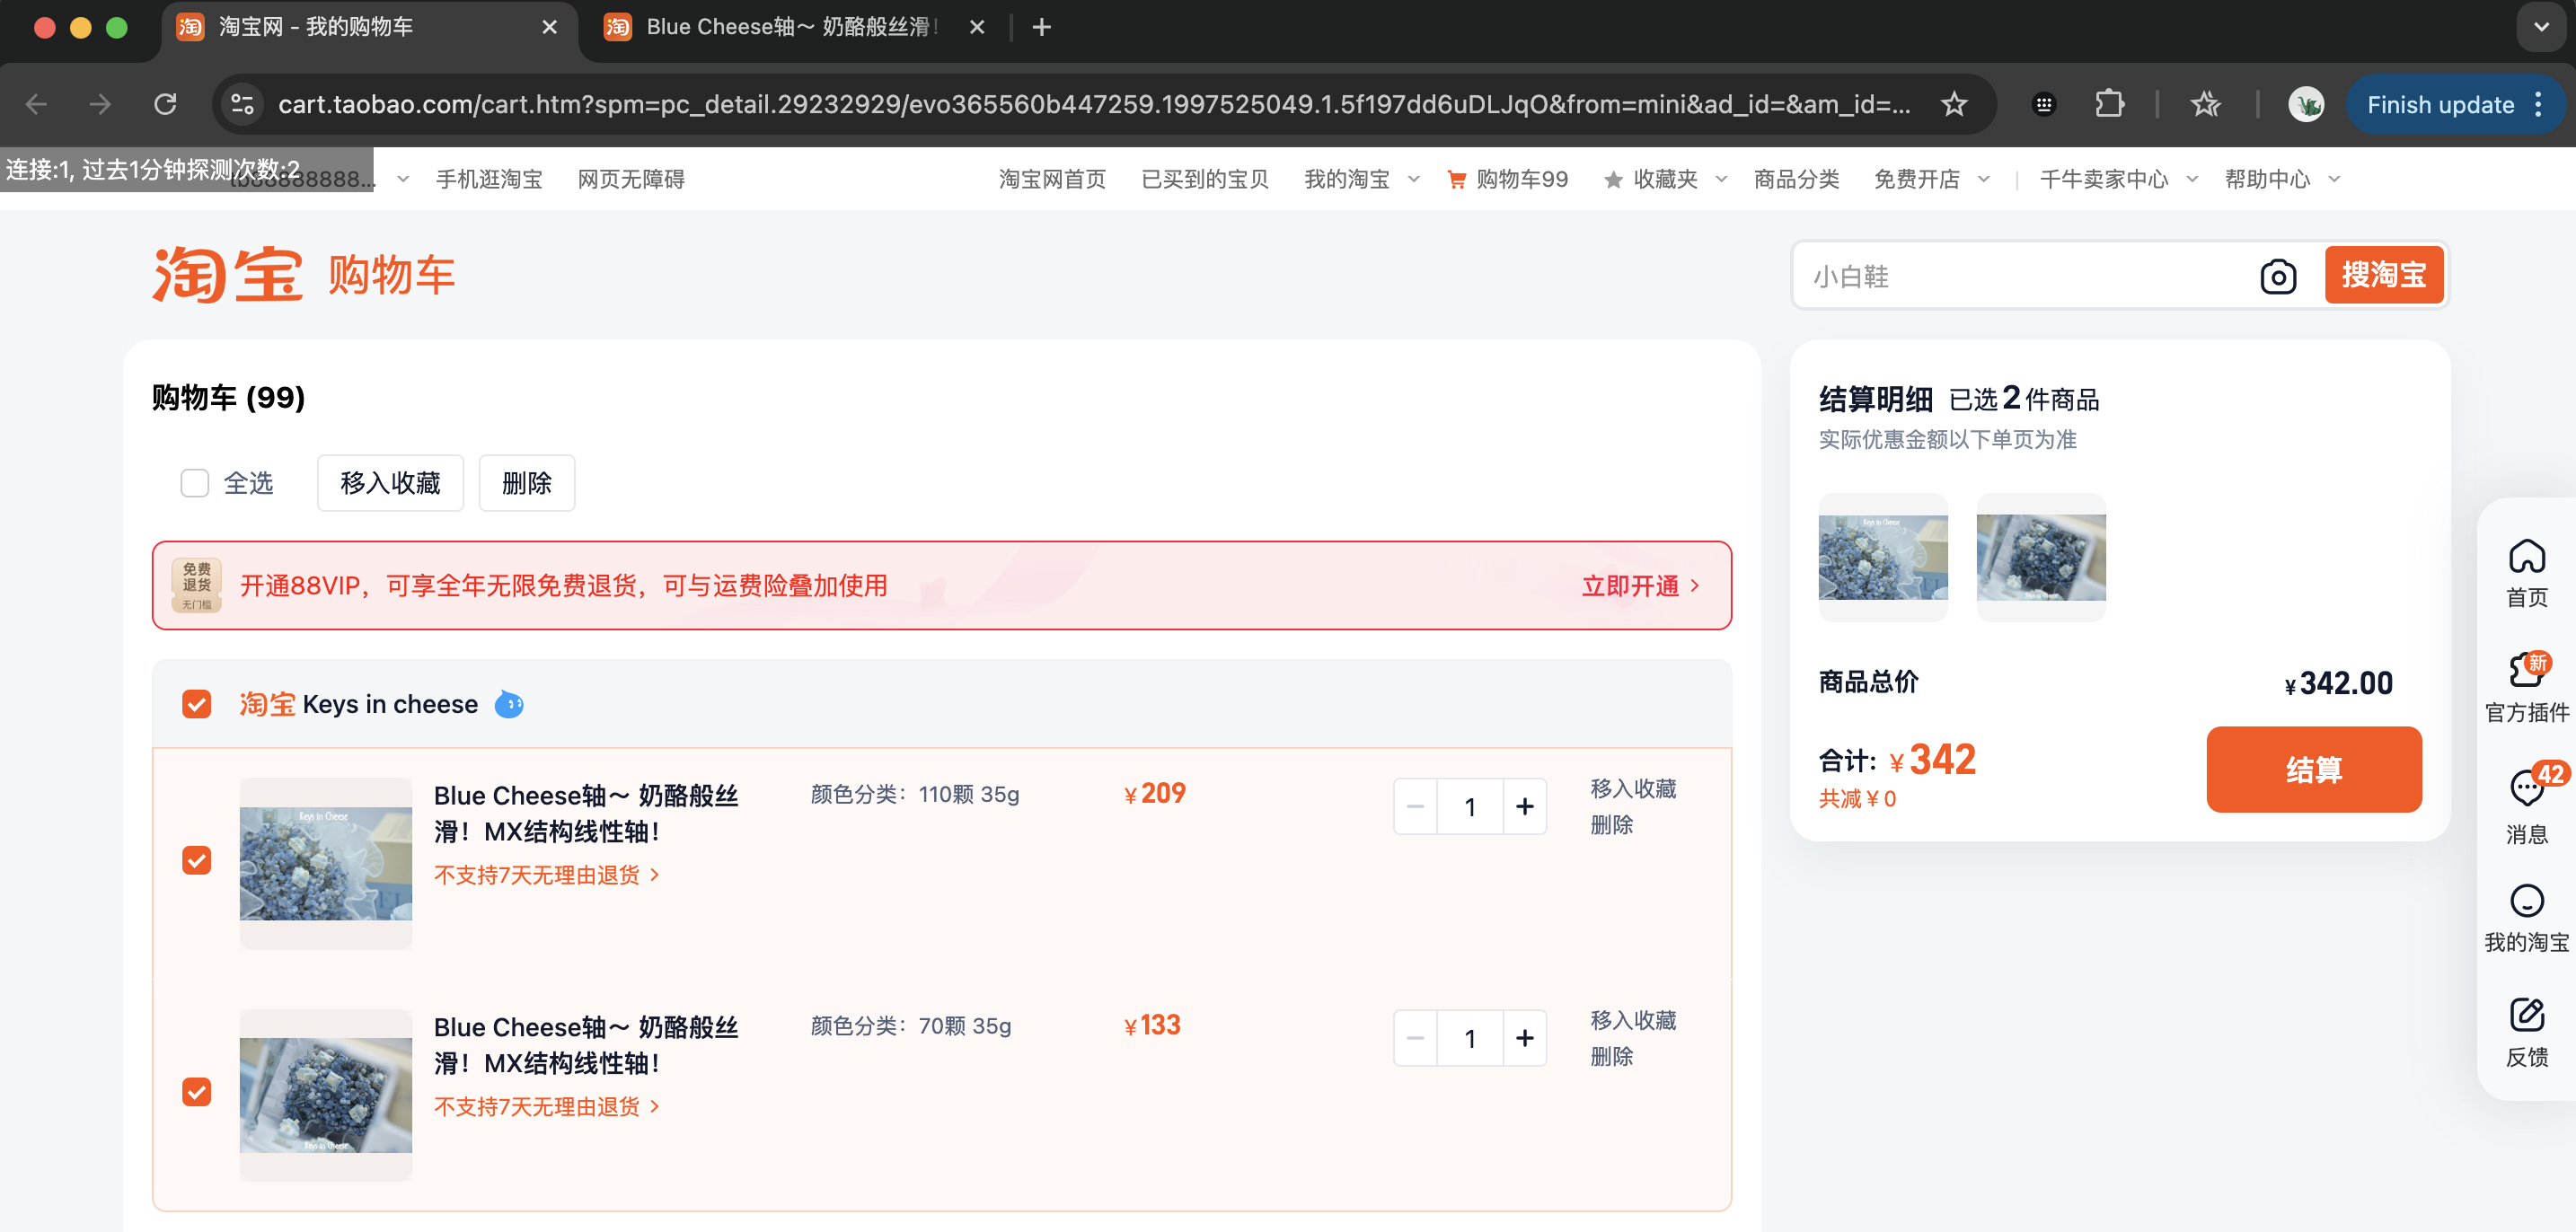 淘宝网 - 我的购物车
Blue Cheese轴～ 奶酪般丝滑！
cart.taobao.com/cart.htm?spm=pc_detail.29232929/evo365560b447259.1997525049.1.5f197dd6uDLJqO&from=mini&ad_id=&am_id=...
Finish update
连接:1, 过去1分钟探测次数:2
手机逛淘宝
网页无障碍
淘宝网首页
已买到的宝贝
我的淘宝
购物车99
收藏夹
商品分类
免费开店
千牛卖家中心
帮助中心
淘宝 购物车
小白鞋
搜淘宝
购物车 (99)
全选
移入收藏
删除
免费
退货
无门槛
开通88VIP，可享全年无限免费退货，可与运费险叠加使用
立即开通
淘宝 Keys in cheese
Keys in Cheese
Blue Cheese轴～ 奶酪般丝
滑！MX结构线性轴！
不支持7天无理由退货
颜色分类：110颗 35g
¥209
1
移入收藏
删除
Keys in Cheese
Blue Cheese轴～ 奶酪般丝
滑！MX结构线性轴！
不支持7天无理由退货
颜色分类：70颗 35g
¥133
1
移入收藏
删除
结算明细 已选2件商品
实际优惠金额以下单页为准
Keys in Cheese
商品总价
¥342.00
合计: ¥342
共减¥0
结算
首页
新
官方插件
42
消息
我的淘宝
反馈